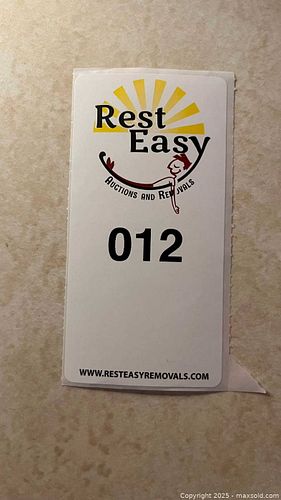 Rest
Easy
AUCTIONS AND REMOVALS
012
WWW.RESTEASYREMOVALS.COM
Copyright © 2025 - maxsold.com